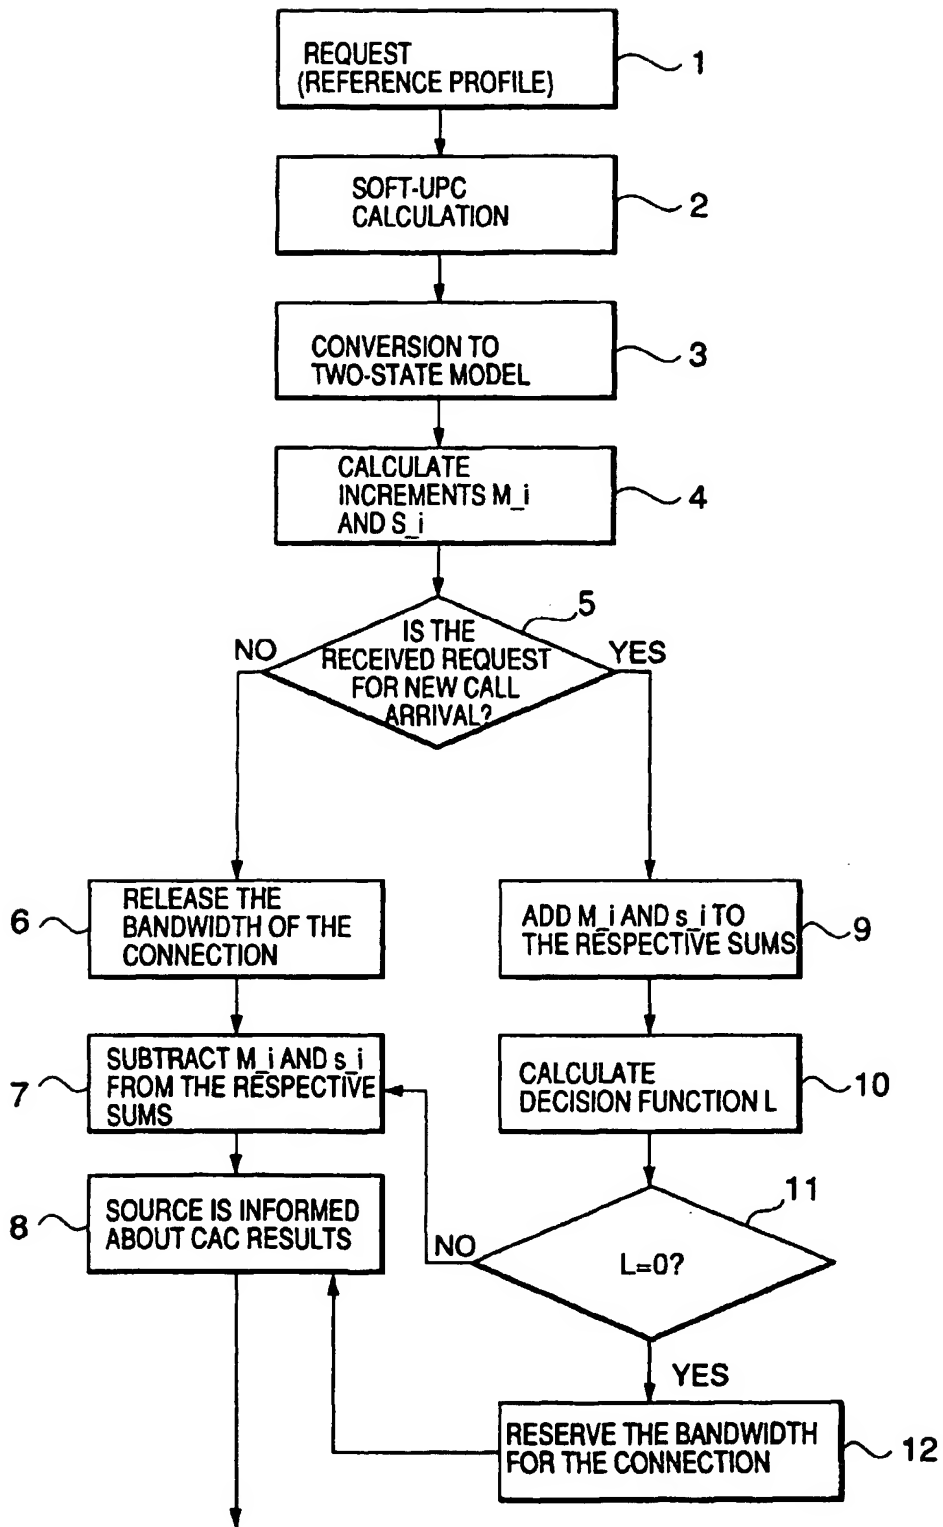 REQUEST
(REFERENCE PROFILE)
1
SOFT-UPC
CALCULATION
2
CONVERSION TO
TWO-STATE MODEL
3
CALCULATE
INCREMENTS M_i
AND S_i
4
5
IS THE
RECEIVED REQUEST
FOR NEW CALL
ARRIVAL?
NO
YES
6
RELEASE THE
BANDWIDTH OF THE
CONNECTION
ADD M_i AND s_i TO
THE RESPECTIVE SUMS
9
7
SUBTRACT M_i AND s_i
FROM THE RESPECTIVE
SUMS
CALCULATE
DECISION FUNCTION L
10
8
SOURCE IS INFORMED
ABOUT CAC RESULTS
11
NO
L=0?
YES
RESERVE THE BANDWIDTH
FOR THE CONNECTION
12